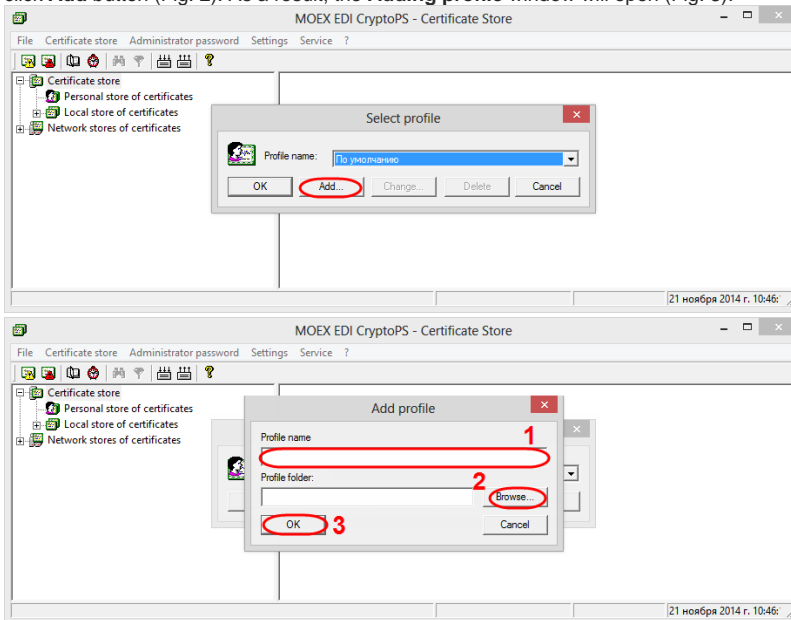 click Add button (Fig. 2). As a result, the Adding profile window will open (Fig. 3).
MOEX EDI CryptoPS - Certificate Store
File Certificate store Administrator password Settings Service ?
Certificate store
Personal store of certificates
Local store of certificates
Network stores of certificates
Select profile
Profile name: По умолчанию
OK Add... Change... Delete Cancel
21 ноября 2014 г. 10:46:
MOEX EDI CryptoPS - Certificate Store
File Certificate store Administrator password Settings Service ?
Certificate store
Personal store of certificates
Local store of certificates
Network stores of certificates
Add profile
Profile name
1
Profile folder:
2
Browse...
OK 3 Cancel
21 ноября 2014 г. 10:46: